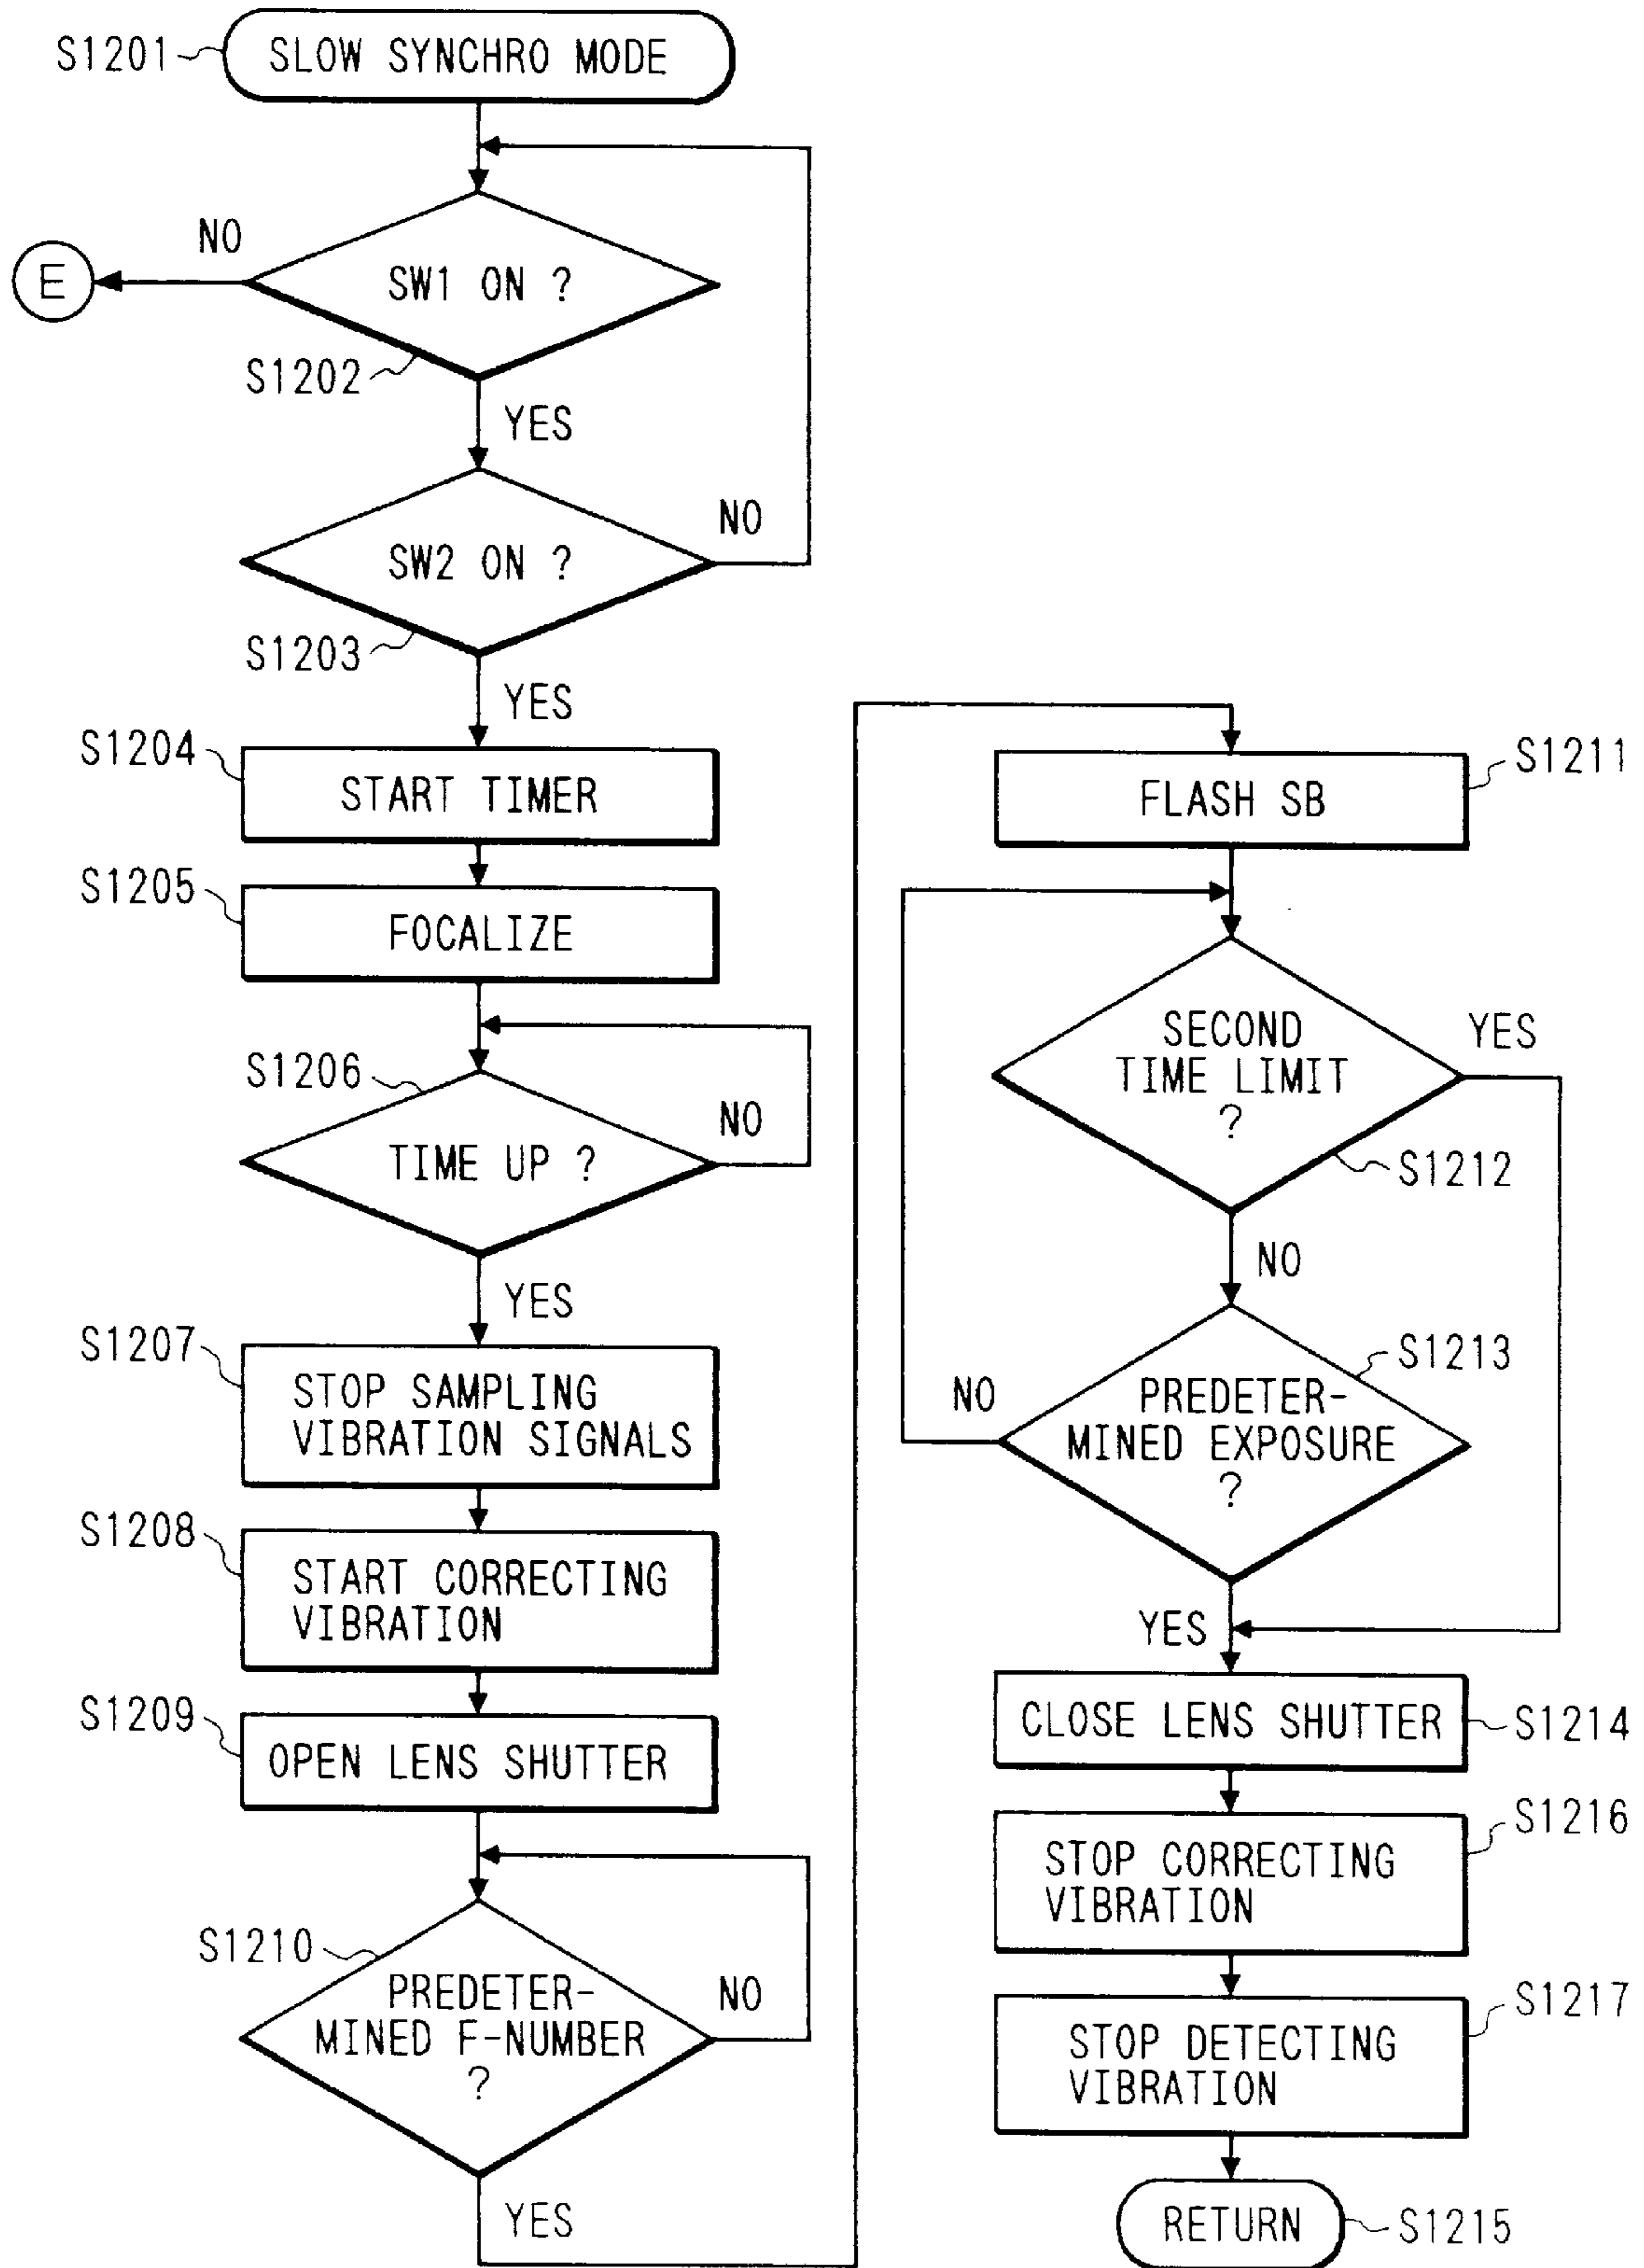 S1201
SLOW SYNCHRO MODE
NO
E
SW1 ON ?
S1202
YES
NO
SW2 ON ?
S1203
YES
S1204
START TIMER
S1205
FOCALIZE
S1206
NO
TIME UP ?
YES
S1207
STOP SAMPLING
VIBRATION SIGNALS
S1208
START CORRECTING
VIBRATION
S1209
OPEN LENS SHUTTER
S1210
PREDETER-
MINED F-NUMBER
?
NO
YES
S1211
FLASH SB
SECOND
TIME LIMIT
?
YES
S1212
NO
S1213
NO
PREDETER-
MINED EXPOSURE
?
YES
CLOSE LENS SHUTTER
S1214
S1216
STOP CORRECTING
VIBRATION
S1217
STOP DETECTING
VIBRATION
RETURN
S1215